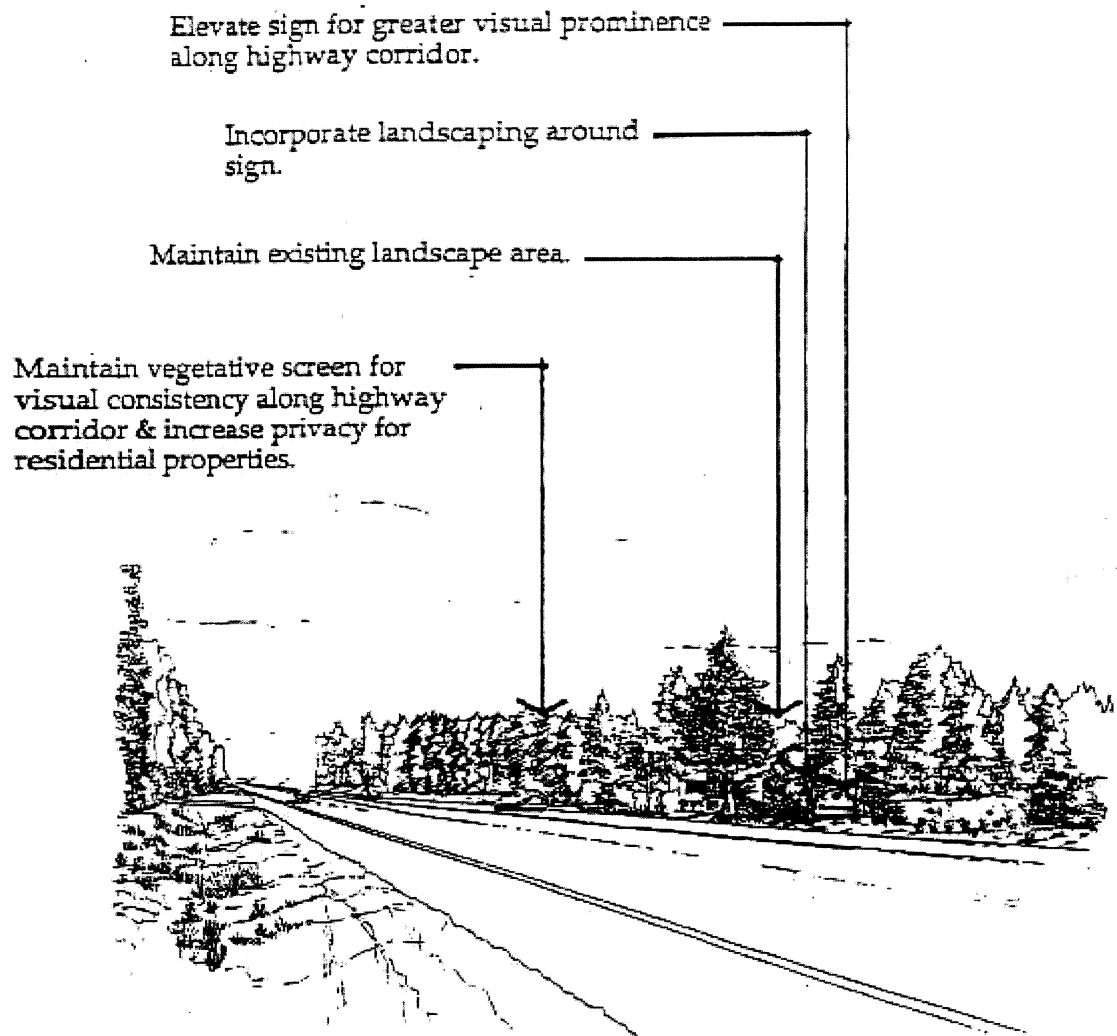 Elevate sign for greater visual prominence
along highway corridor.
Incorporate landscaping around
sign.
Maintain existing landscape area.
Maintain vegetative screen for
visual consistency along highway
corridor & increase privacy for
residential properties.